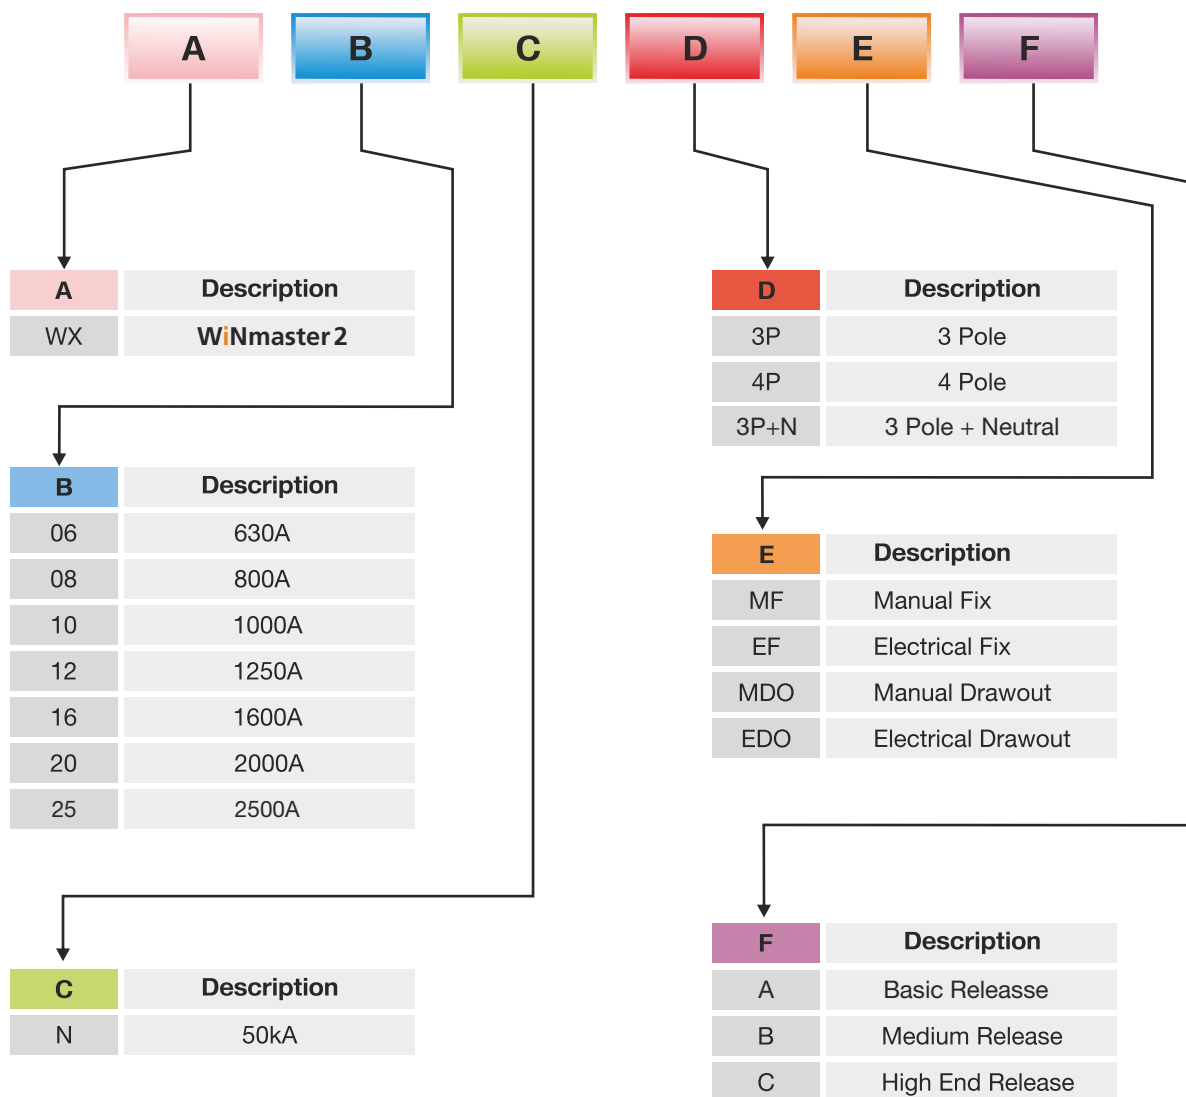 A B C D E F
A Description
WX WiNmaster 2
B Description
06 630A
08 800A
10 1000A
12 1250A
16 1600A
20 2000A
25 2500A
C Description
N 50kA
D Description
3P 3 Pole
4P 4 Pole
3P+N 3 Pole + Neutral
E Description
MF Manual Fix
EF Electrical Fix
MDO Manual Drawout
EDO Electrical Drawout
F Description
A Basic Releasse
B Medium Release
C High End Release